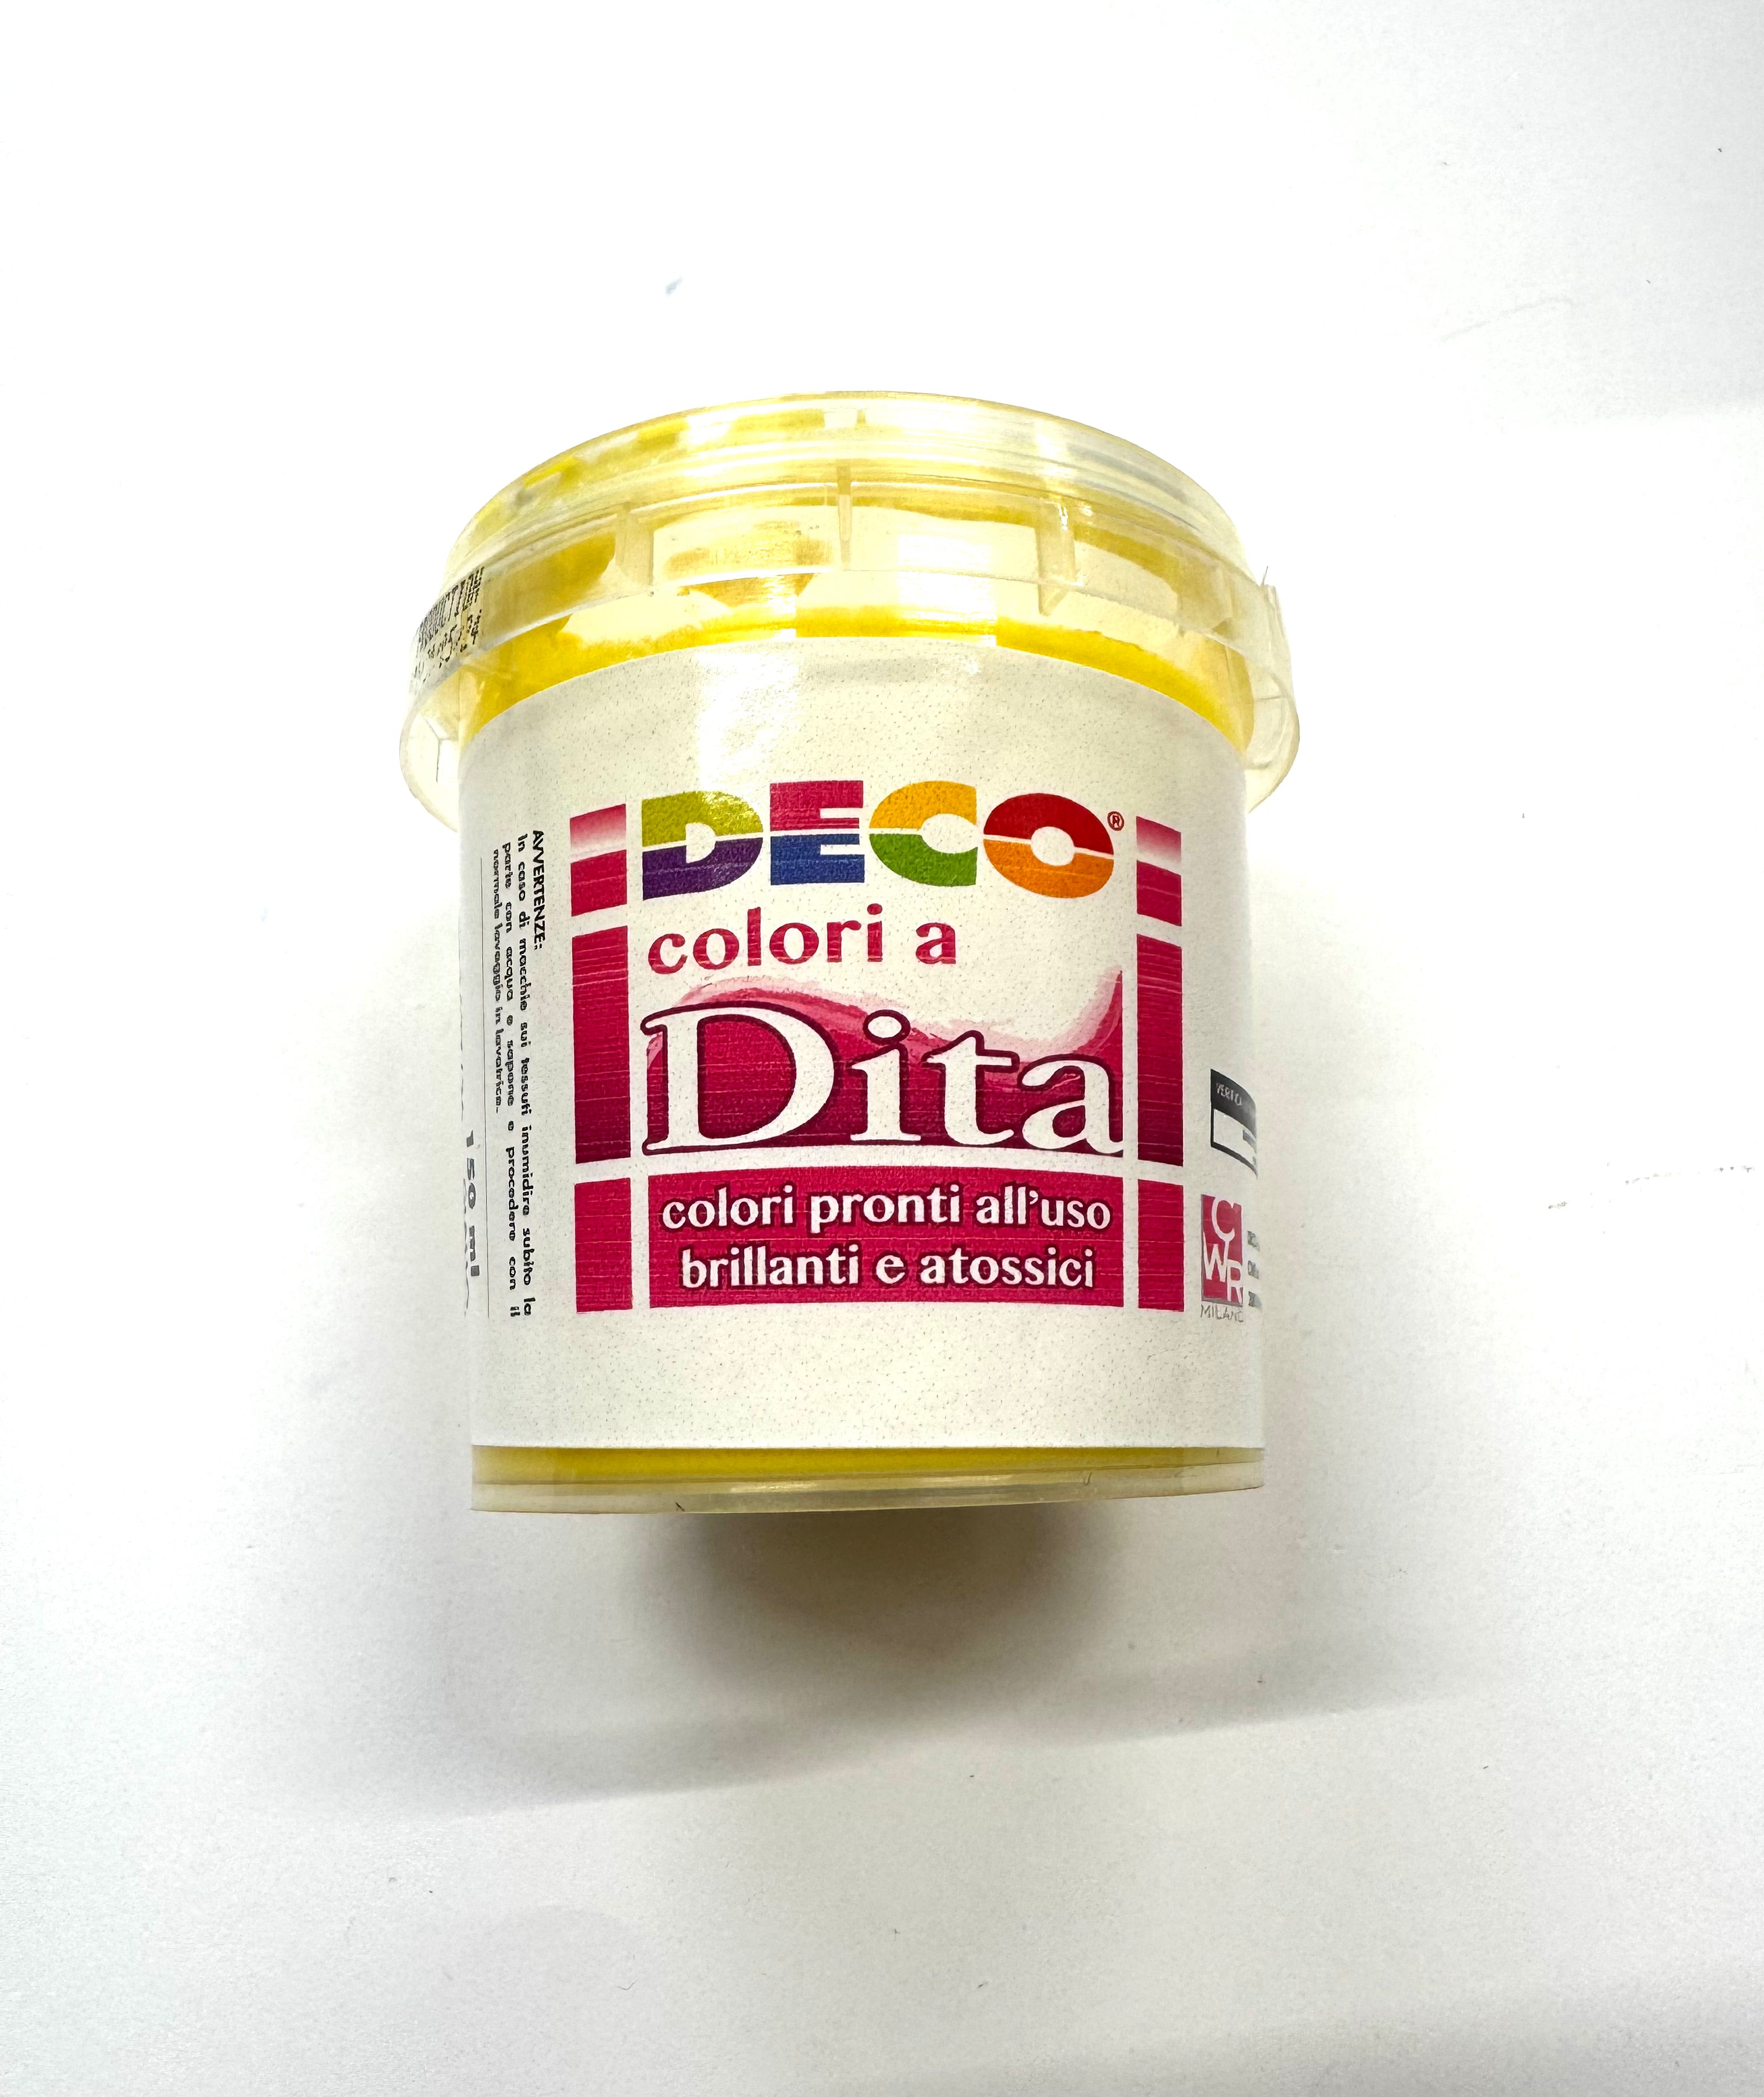 DECO®
colori a
Dita
colori pronti all'uso
brillanti e atossici
AVVERTENZE:
In caso di macchie sui tessuti inumidire subito la
parte con acqua e sapone e procedere con il
normale lavaggio in lavatrice.
150 ml
CWR
MILANO